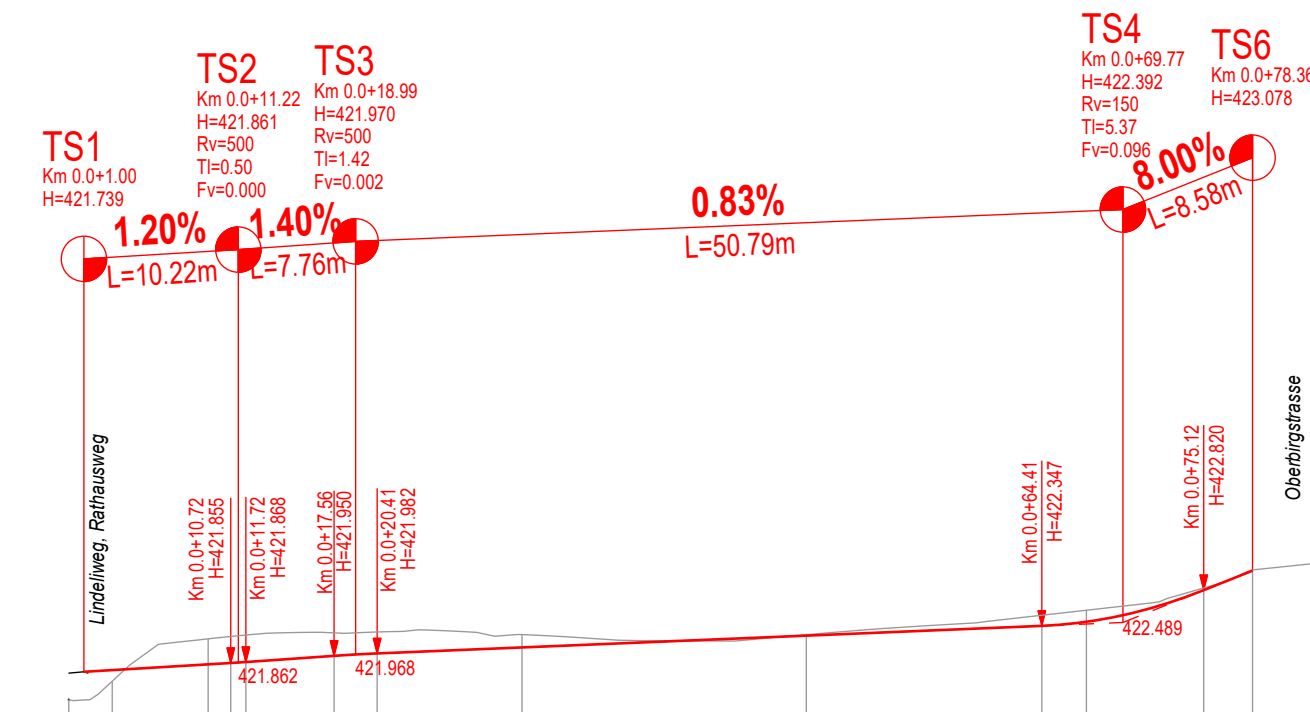 TS1
Km 0.0+1.00
H=421.739
TS2
Km 0.0+11.22
H=421.861
Rv=500
Tl=0.50
Fv=0.000
TS3
Km 0.0+18.99
H=421.970
Rv=500
Tl=1.42
Fv=0.002
TS4
Km 0.0+69.77
H=422.392
Rv=150
Tl=5.37
Fv=0.096
TS6
Km 0.0+78.36
H=423.078
1.20%
L=10.22m
1.40%
L=7.76m
0.83%
L=50.79m
8.00%
L=8.58m
Lindeliweg, Rathausweg
Km 0.0+10.72
H=421.855
Km 0.0+11.72
H=421.868
Km 0.0+17.56
H=421.950
Km 0.0+20.41
H=421.982
Km 0.0+64.41
H=422.347
Km 0.0+75.12
H=422.820
Oberbirgstrasse
421.862
421.968
422.489